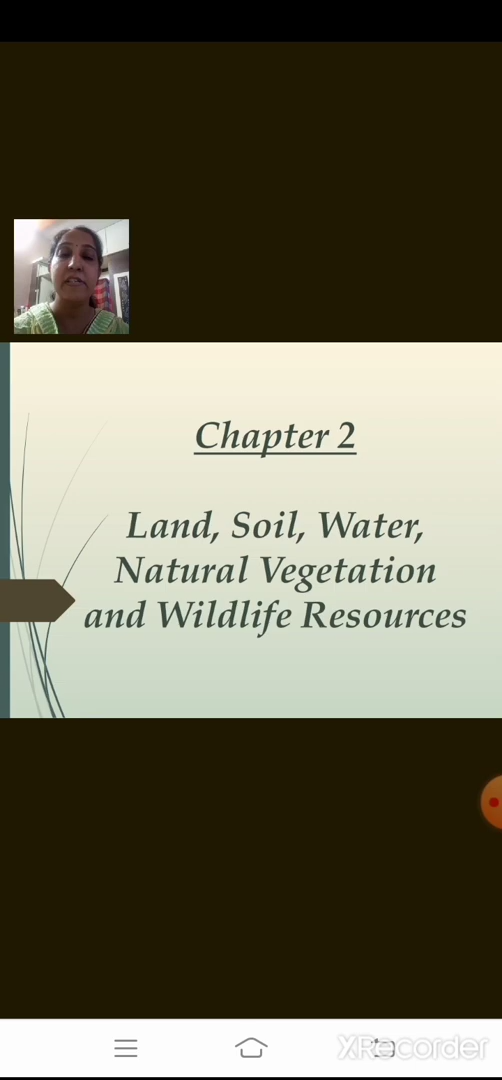 Chapter 2
Land, Soil, Water,
Natural Vegetation
and Wildlife Resources
XRecorder